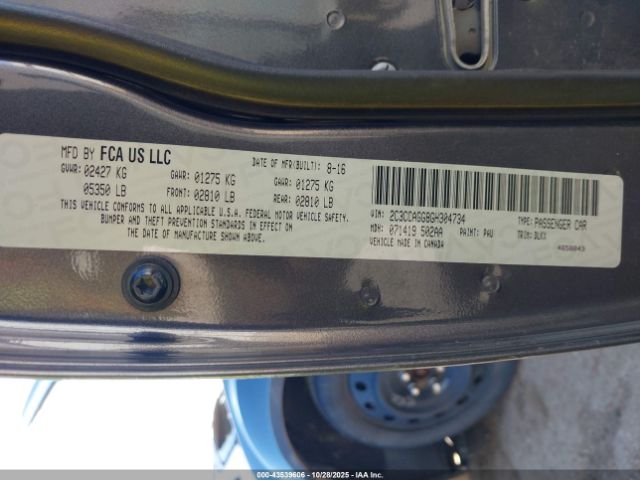 MFD BY FCA US LLC
DATE OF MFR(BUILT): 8-16
GVWR: 02427 KG
GAWR: 01275 KG
GAWR: 01275 KG
05350 LB
FRONT: 02810 LB
REAR: 02810 LB
THIS VEHICLE CONFORMS TO ALL APPLICABLE U.S.A. FEDERAL MOTOR VEHICLE SAFETY,
BUMPER AND THEFT PREVENTION STANDARDS IN EFFECT ON
THE DATE OF MANUFACTURE SHOWN ABOVE.
VIN: 2C3CCAGG8GH304734
TYPE: PASSENGER CAR
MDH: 071419 502AA
PAINT: PAU
TRIM: DLXX
VEHICLE MADE IN CANADA
4658843
000-43539606 | 10/28/2025 | IAA Inc.